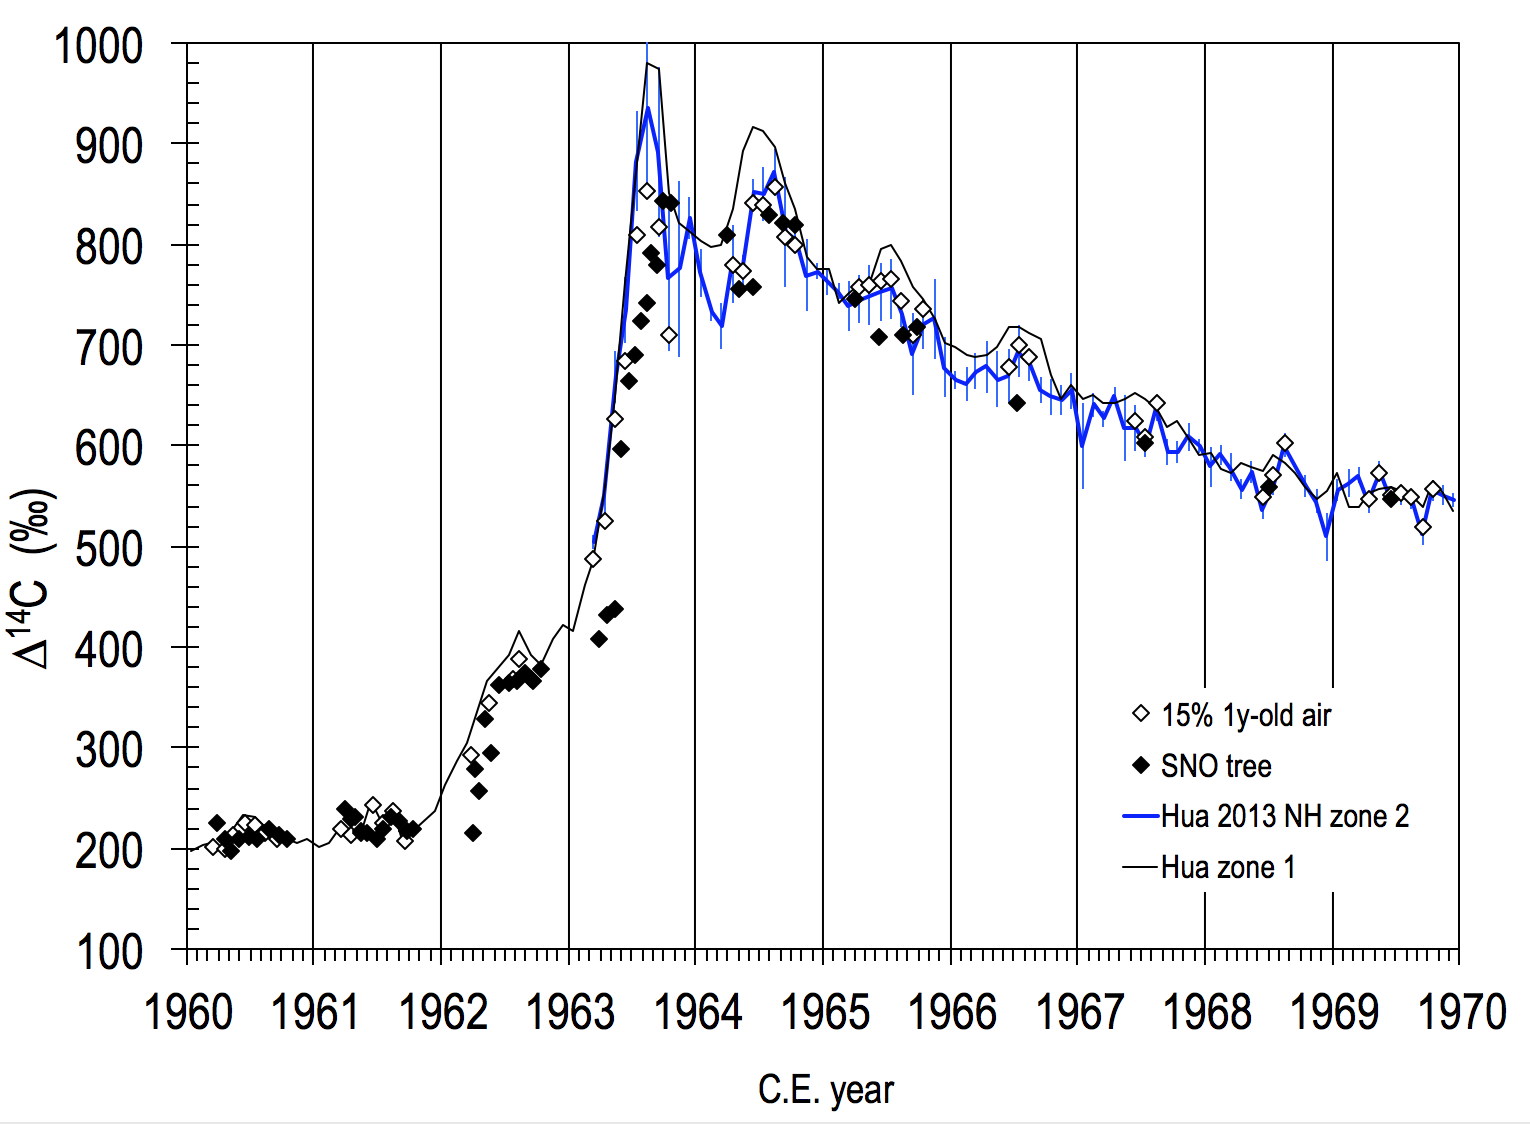 1000
900
800
700
600
500
400
300
200
100
Δ14C (‰)
15% 1y-old air
SNO tree
Hua 2013 NH zone 2
Hua zone 1
1960 1961 1962 1963 1964 1965 1966 1967 1968 1969 1970
C.E. year